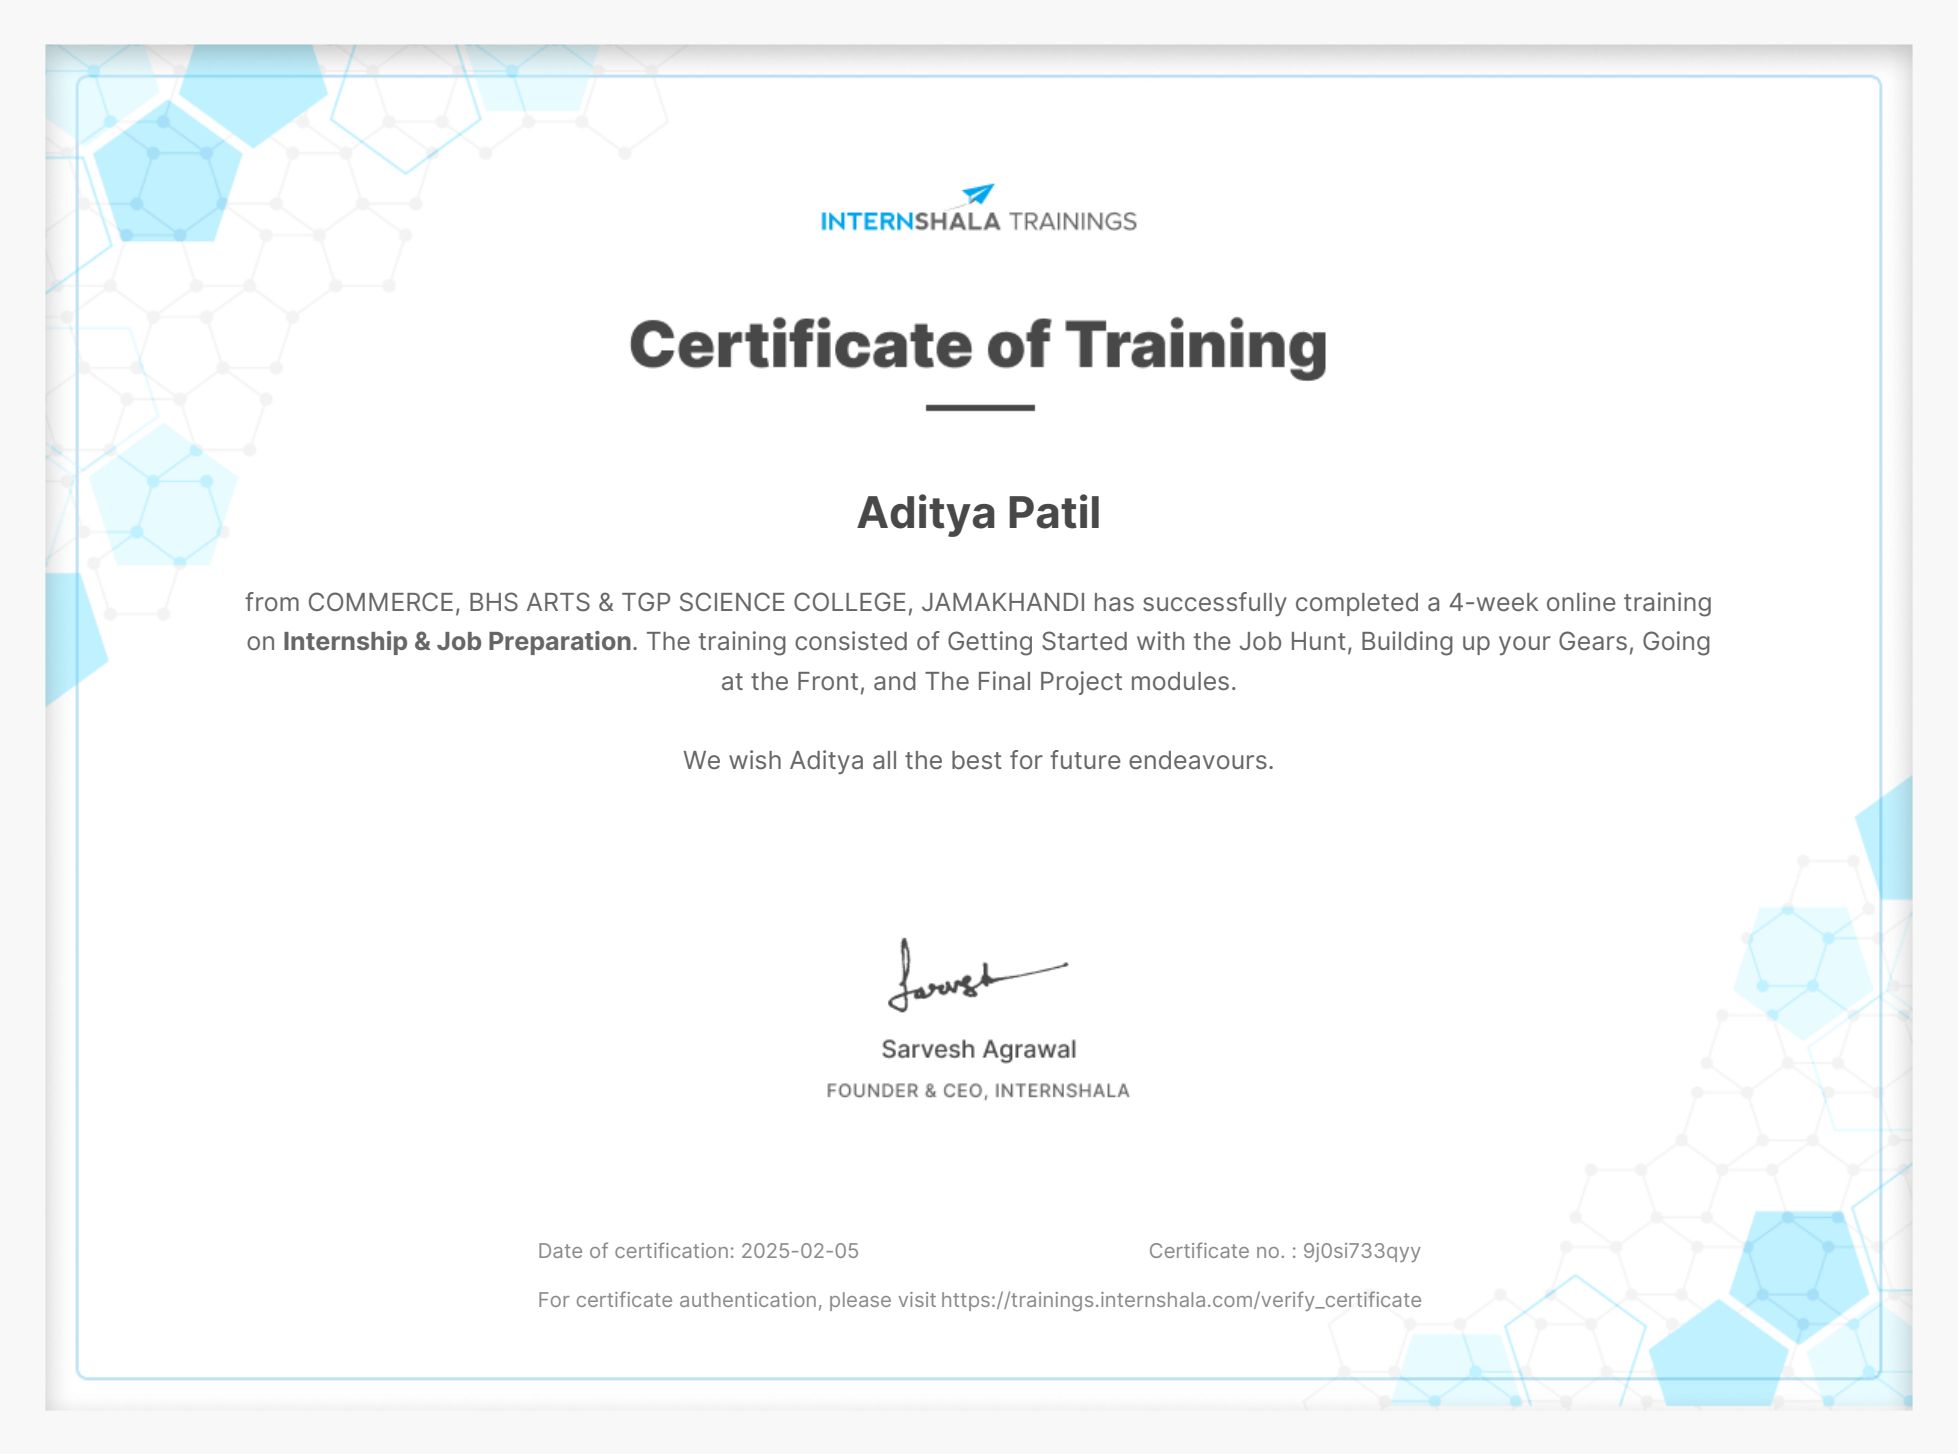 INTERNSHALA TRAININGS
Certificate of Training
Aditya Patil
from COMMERCE, BHS ARTS & TGP SCIENCE COLLEGE, JAMAKHANDI has successfully completed a 4-week online training
on Internship & Job Preparation. The training consisted of Getting Started with the Job Hunt, Building up your Gears, Going
at the Front, and The Final Project modules.
We wish Aditya all the best for future endeavours.
Sarvesh
Sarvesh Agrawal
FOUNDER & CEO, INTERNSHALA
Date of certification: 2025-02-05 Certificate no. : 9j0si733qyy
For certificate authentication, please visit https://trainings.internshala.com/verify_certificate